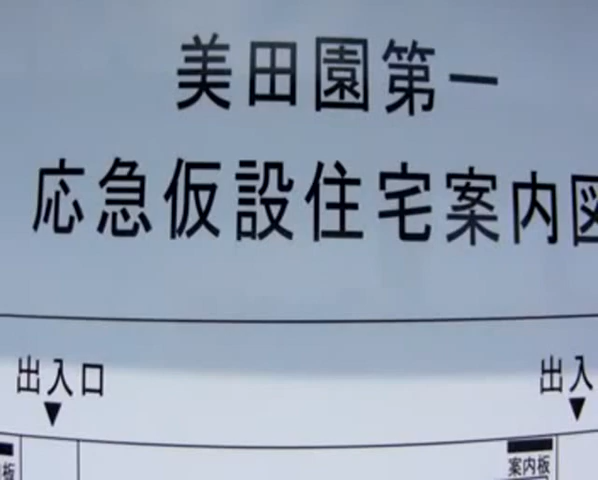 美田園第一
応急仮設住宅案内図
出入口
出入
案内板
板